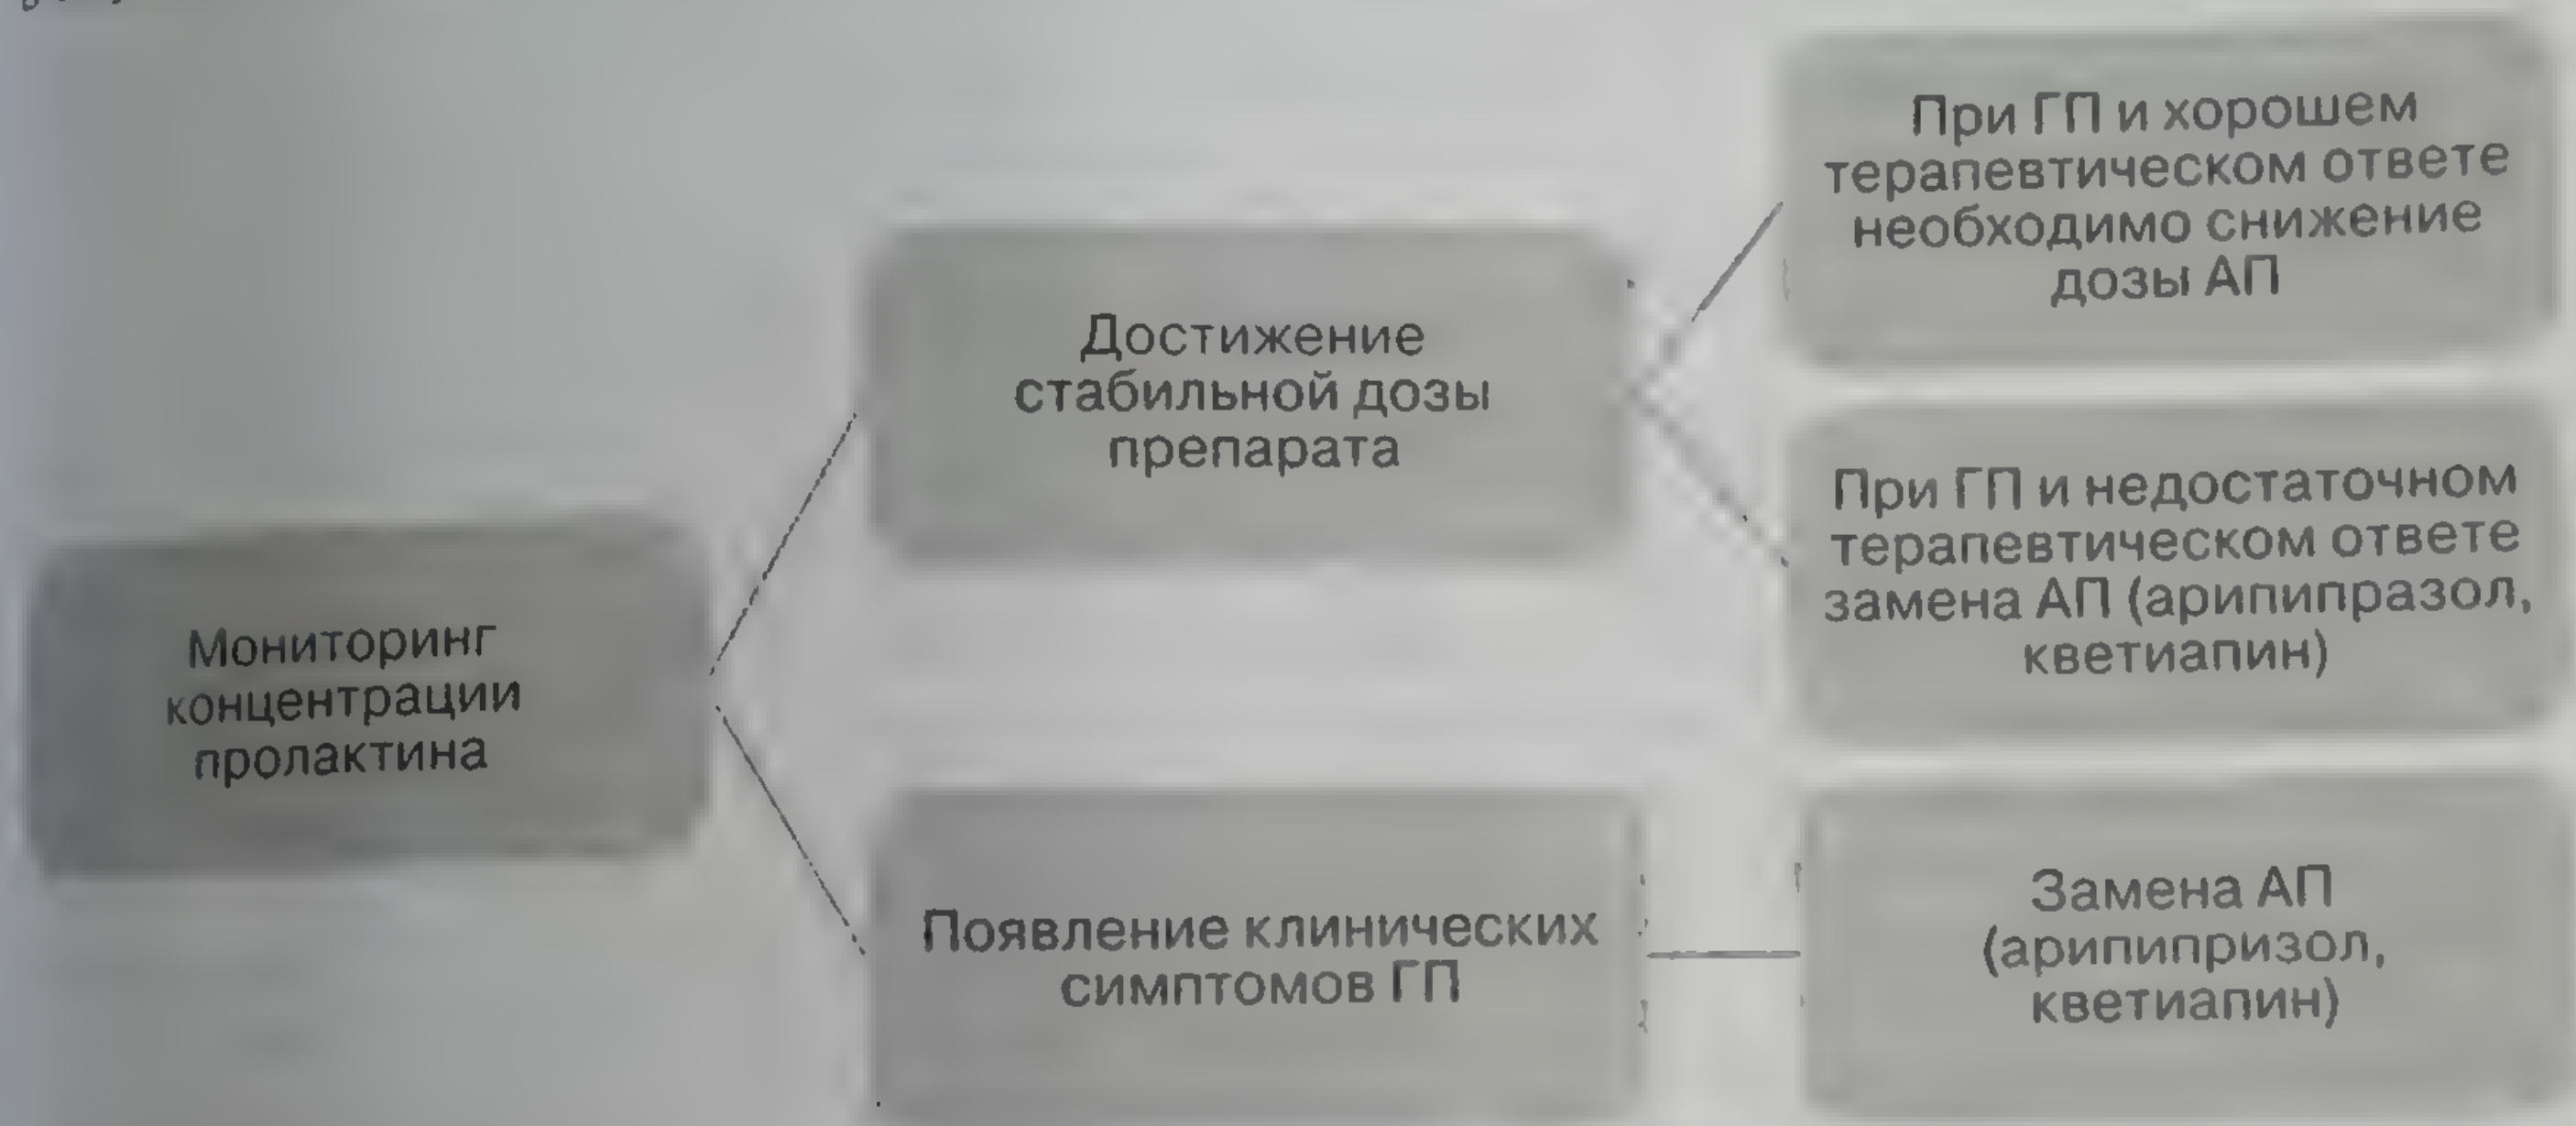 Мониторинг
концентрации
пролактина
Достижение
стабильной дозы
препарата
При ГП и хорошем
терапевтическом ответе
необходимо снижение
дозы АП
При ГП и недостаточном
терапевтическом ответе
замена АП (арипипразол,
кветиапин)
Появление клинических
симптомов ГП
Замена АП
(арипипризол,
кветиапин)